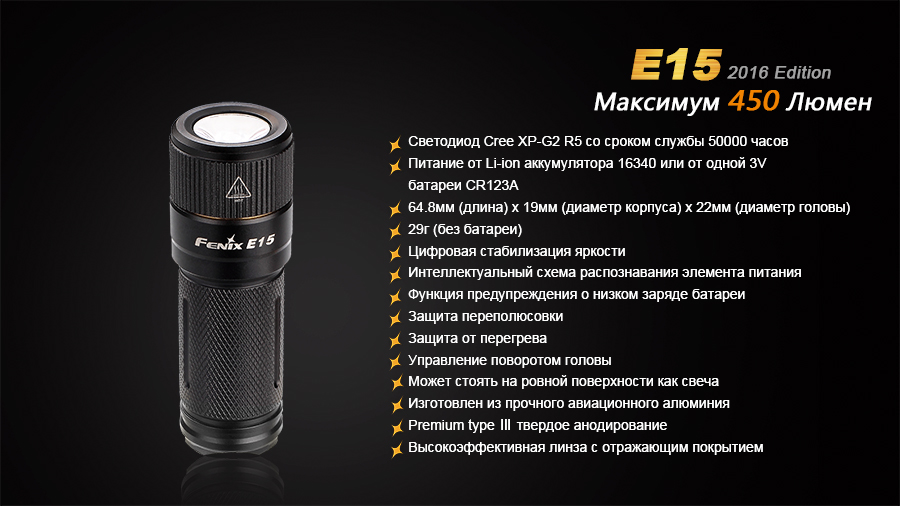 E15 2016 Edition
Максимум 450 Люмен
Светодиод Cree XP-G2 R5 со сроком службы 50000 часов
Питание от Li-ion аккумулятора 16340 или от одной 3V
батареи CR123A
64.8мм (длина) x 19мм (диаметр корпуса) x 22мм (диаметр головы)
29г (без батареи)
Цифровая стабилизация яркости
Интеллектуальный схема распознавания элемента питания
Функция предупреждения о низком заряде батареи
Защита переполюсовки
Защита от перегрева
Управление поворотом головы
Может стоять на ровной поверхности как свеча
Изготовлен из прочного авиационного алюминия
Premium type III твердое анодирование
Высокоэффективная линза с отражающим покрытием
FENIX E15